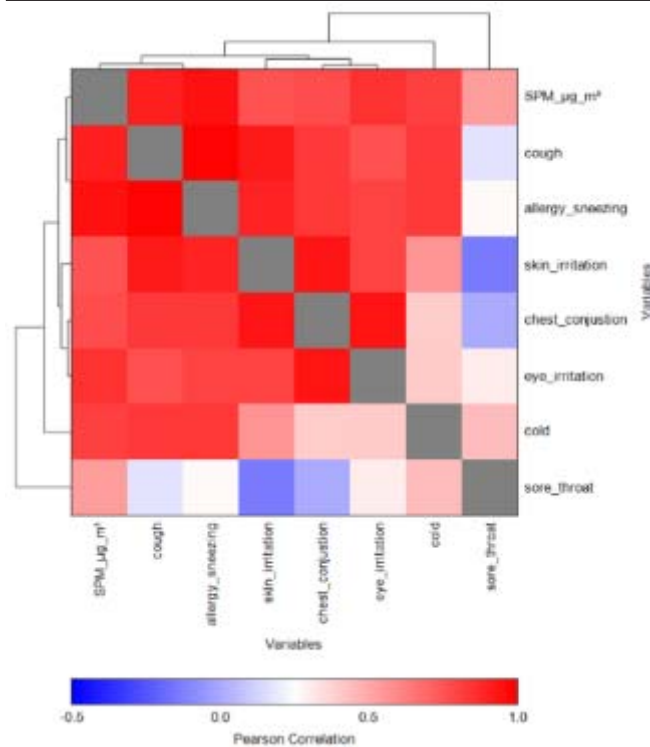 SPM_µg_m³
cough
allergy_sneezing
skin_irritation
chest_conjustion
eye_irritation
cold
sore_throat
Variables
SPM_µg_m³
cough
allergy_sneezing
skin_irritation
chest_conjustion
eye_irritation
cold
sore_throat
Variables
-0.5 0.0 0.5 1.0
Pearson Correlation